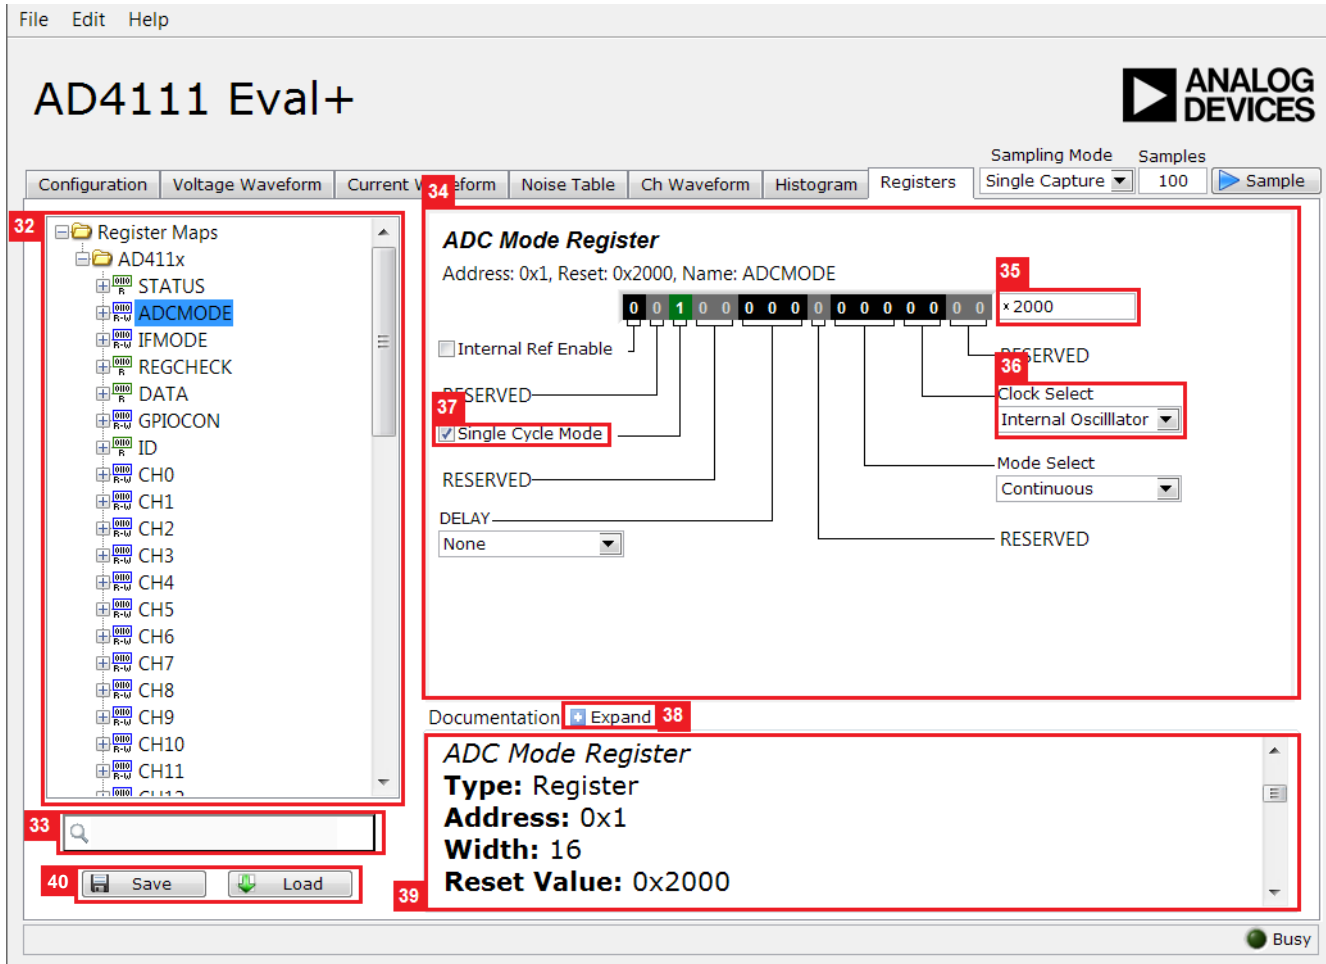 File Edit Help
AD4111 Eval+
ANALOG
DEVICES
Sampling Mode Samples
Configuration Voltage Waveform Current Waveform Noise Table Ch Waveform Histogram Registers Single Capture 100 Sample
34
32
Register Maps
AD411x
STATUS
ADCMODE
IFMODE
REGCHECK
DATA
GPIOCON
ID
CH0
CH1
CH2
CH3
CH4
CH5
CH6
CH7
CH8
CH9
CH10
CH11
CH12
33
40 Save Load
ADC Mode Register
Address: 0x1, Reset: 0x2000, Name: ADCMODE
35
0 0 1 0 0 0 0 0 0 0 0 0 0 0 0 0 x 2000
Internal Ref Enable
RESERVED
RESERVED
36
Clock Select
37
Internal Oscilllator
Single Cycle Mode
Mode Select
RESERVED
Continuous
DELAY
None
RESERVED
Documentation Expand 38
ADC Mode Register
Type: Register
Address: 0x1
Width: 16
Reset Value: 0x2000
39
Busy